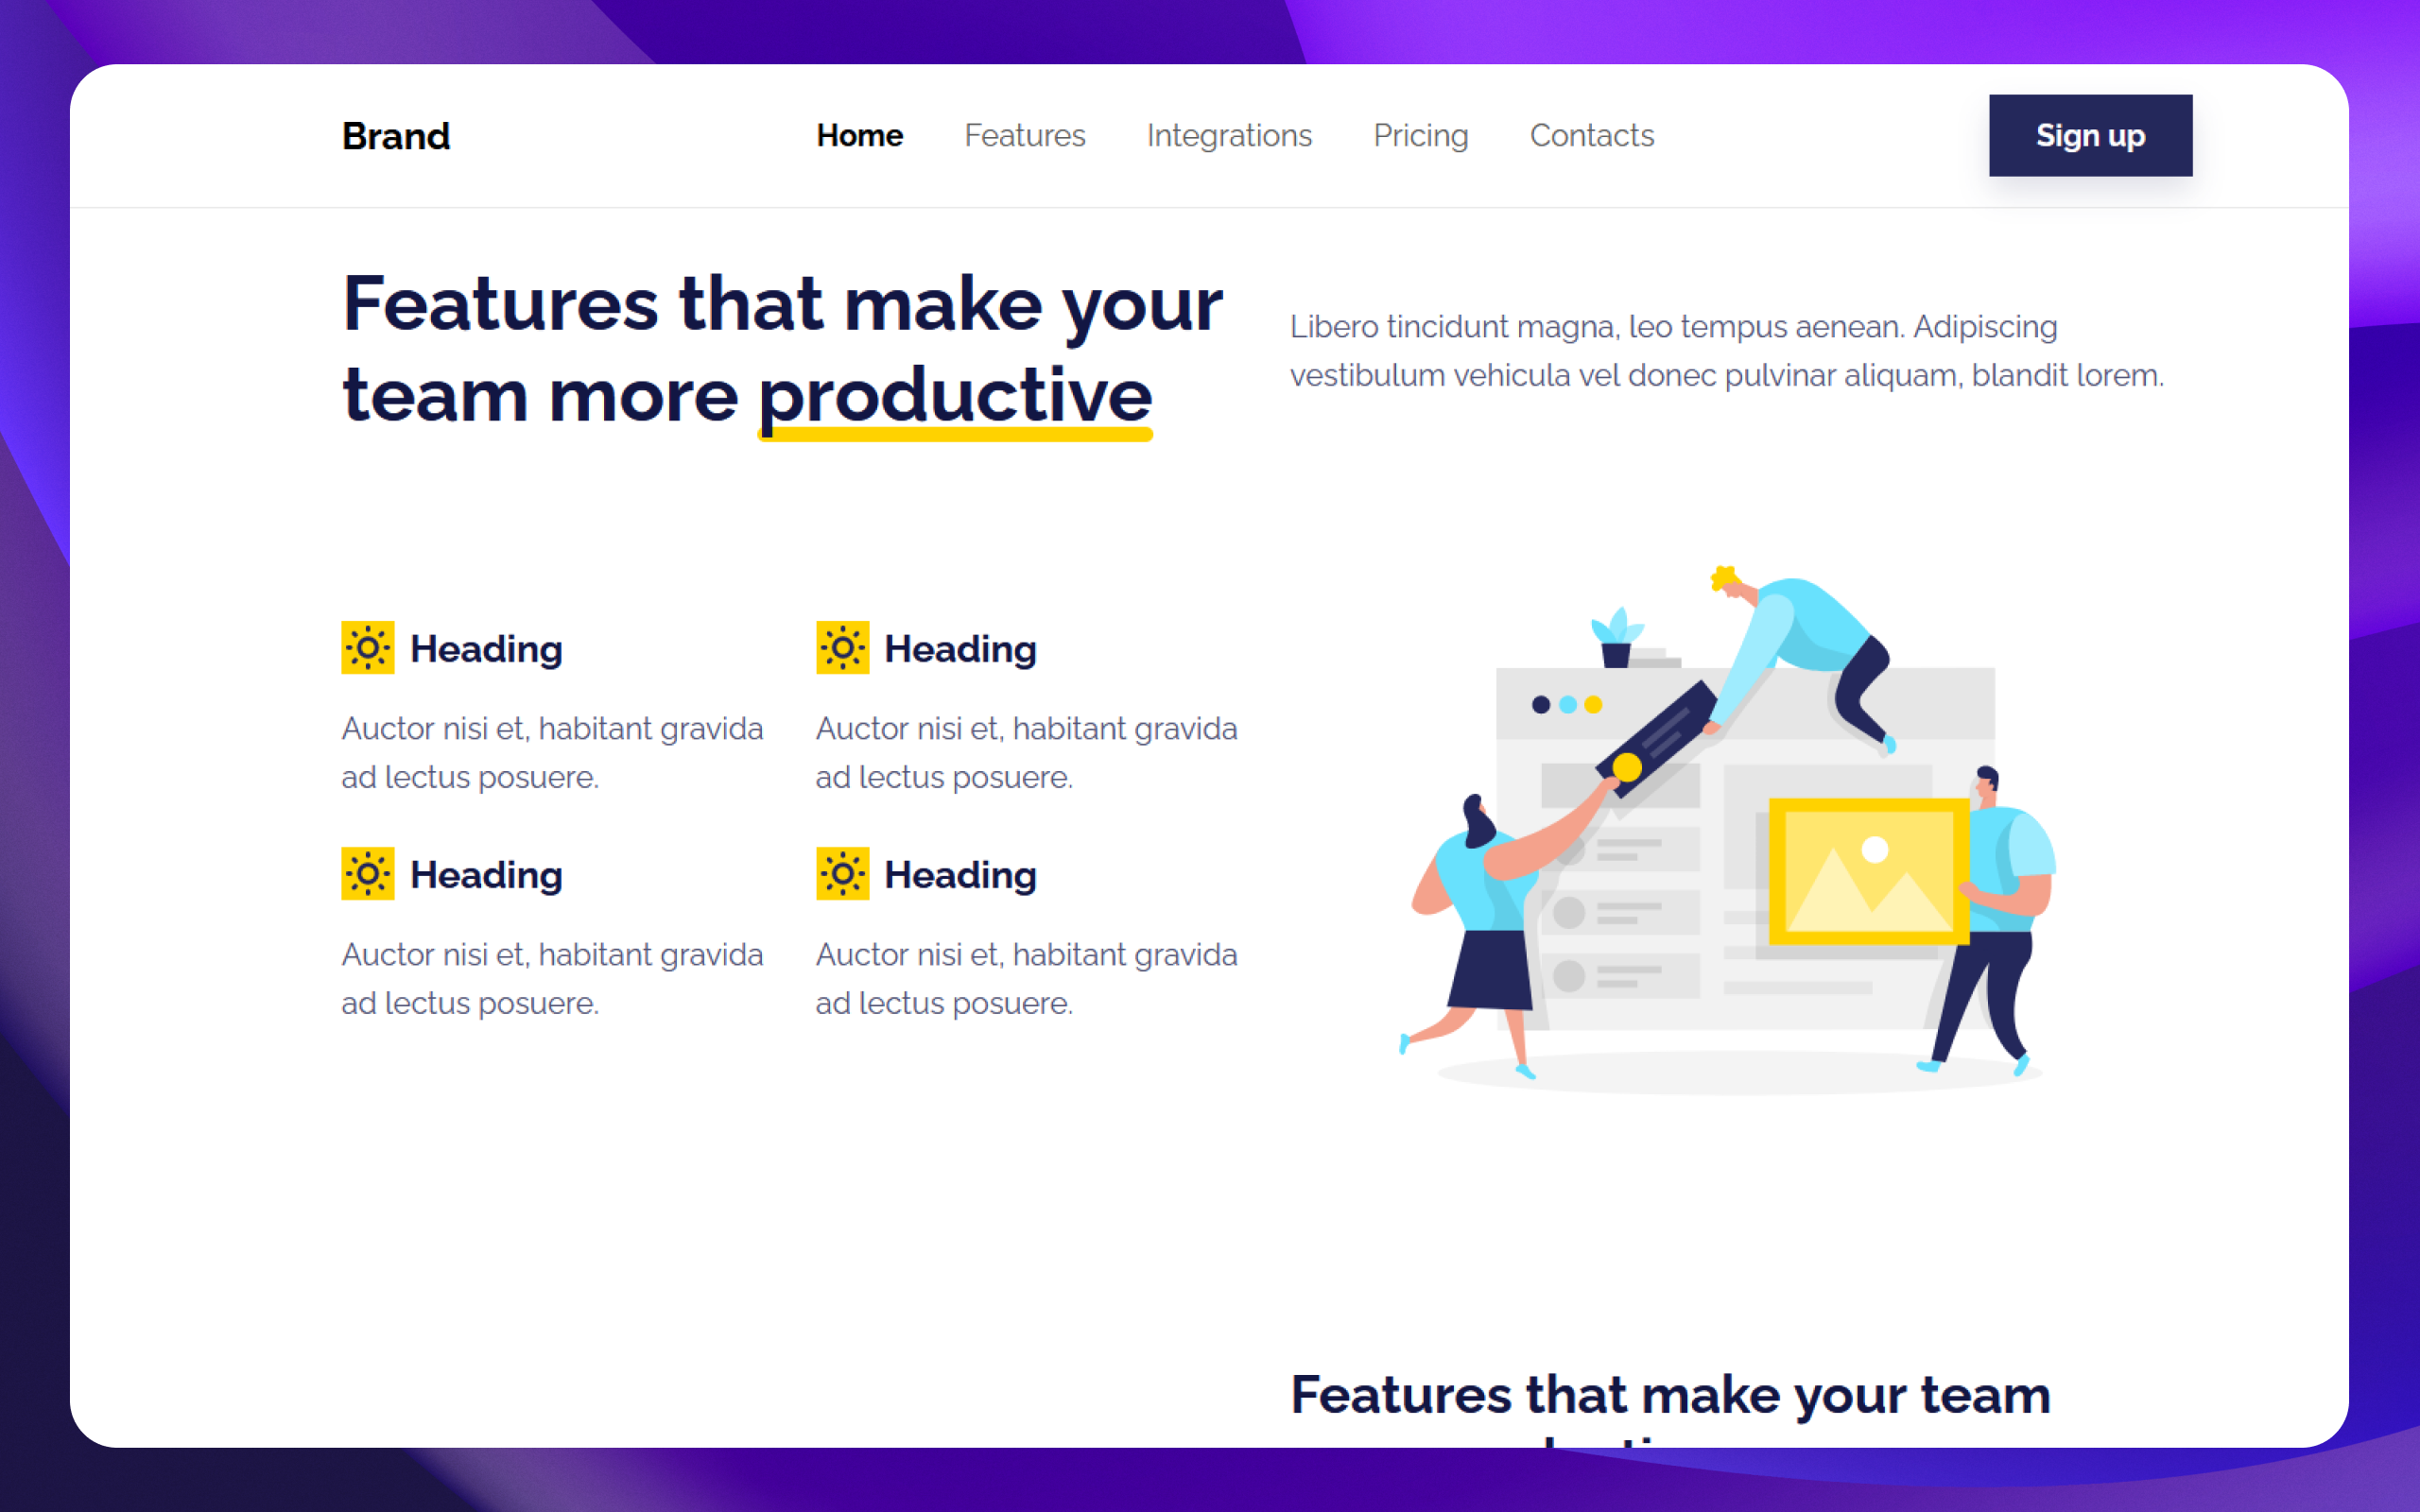 Brand
Home
Features
Integrations
Pricing
Contacts
Sign up
Features that make your
team more productive
Libero tincidunt magna, leo tempus aenean. Adipiscing
vestibulum vehicula vel donec pulvinar aliquam, blandit lorem.
Heading
Auctor nisi et, habitant gravida
ad lectus posuere.
Heading
Auctor nisi et, habitant gravida
ad lectus posuere.
Heading
Auctor nisi et, habitant gravida
ad lectus posuere.
Heading
Auctor nisi et, habitant gravida
ad lectus posuere.
Features that make your team